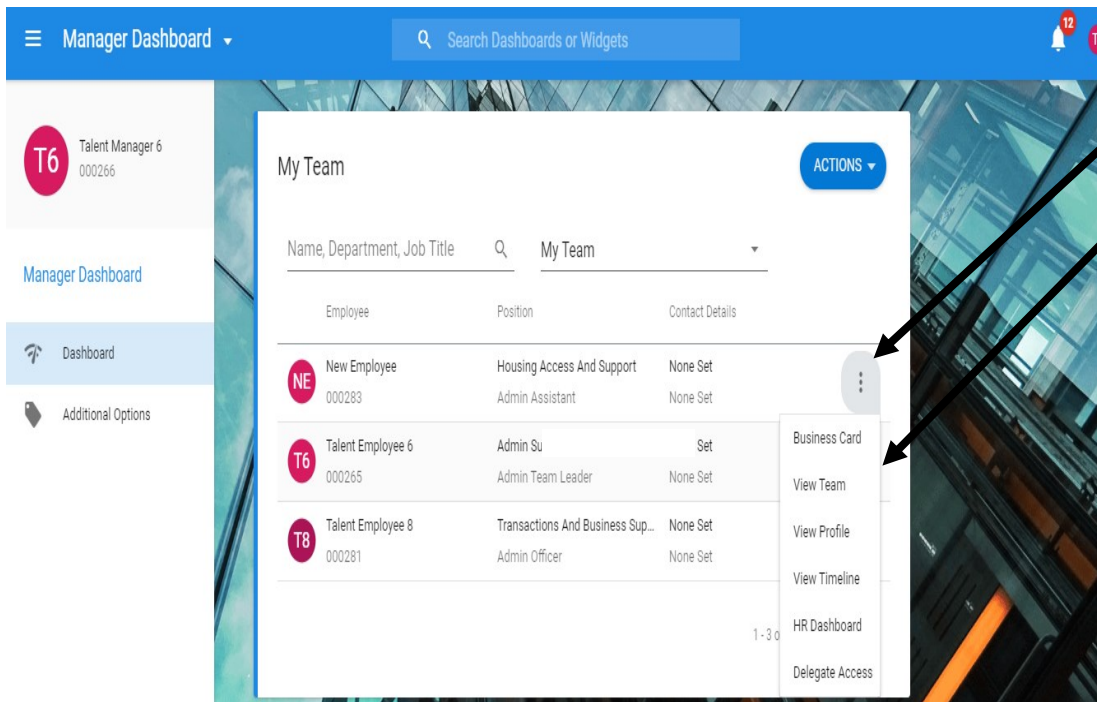 Manager Dashboard
Search Dashboards or Widgets
12
T6
Talent Manager 6
000266
Manager Dashboard
Dashboard
Additional Options
My Team
ACTIONS
Name, Department, Job Title
My Team
Employee Position Contact Details
NE
New Employee Housing Access And Support None Set
000283 Admin Assistant None Set
T6
Talent Employee 6 Admin Su Set
000265 Admin Team Leader None Set
T8
Talent Employee 8 Transactions And Business Sup... None Set
000281 Admin Officer None Set
1 - 3 o
Business Card
View Team
View Profile
View Timeline
HR Dashboard
Delegate Access